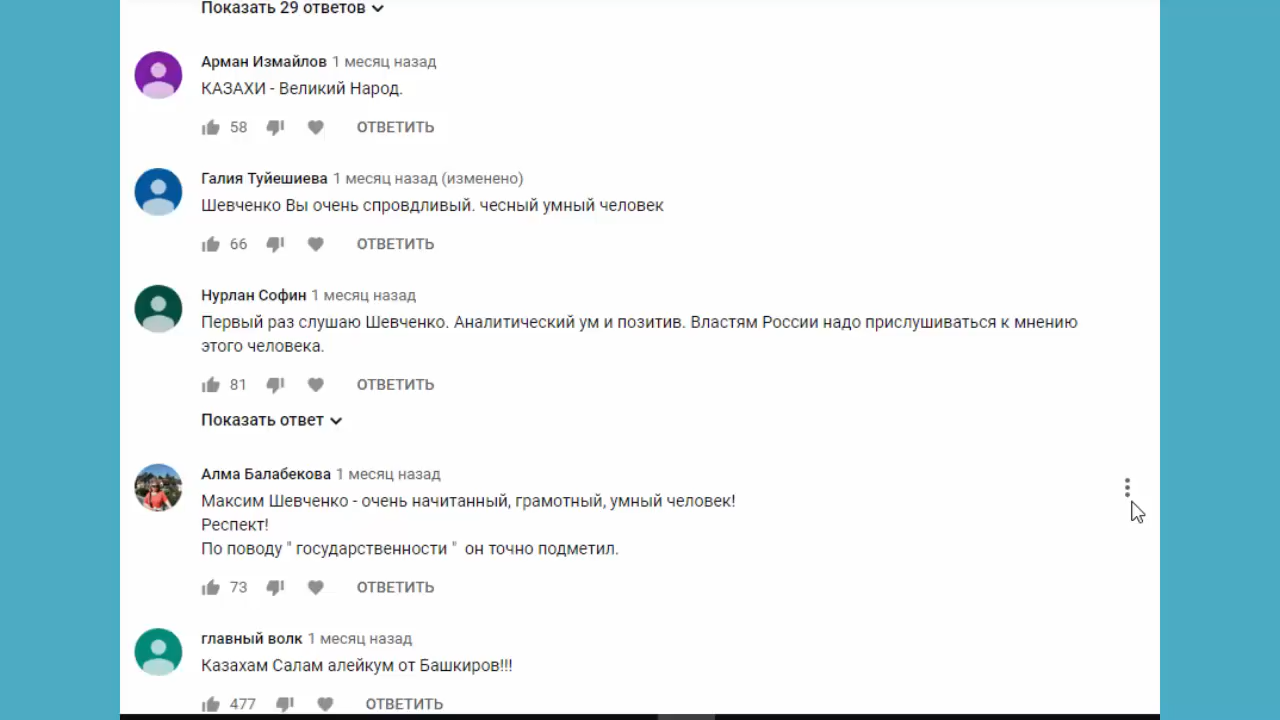 Показать 29 ответов
Арман Измайлов 1 месяц назад
КАЗАХИ - Великий Народ.
58 ОТВЕТИТЬ
Галия Туйешиева 1 месяц назад (изменено)
Шевченко Вы очень спровдливый. чесный умный человек
66 ОТВЕТИТЬ
Нурлан Софин 1 месяц назад
Первый раз слушаю Шевченко. Аналитический ум и позитив. Властям России надо прислушиваться к мнению
этого человека.
81 ОТВЕТИТЬ
Показать ответ
Алма Балабекова 1 месяц назад
Максим Шевченко - очень начитанный, грамотный, умный человек!
Респект!
По поводу " государственности " он точно подметил.
73 ОТВЕТИТЬ
главный волк 1 месяц назад
Казахам Салам алейкум от Башкиров!!!
477 ОТВЕТИТЬ